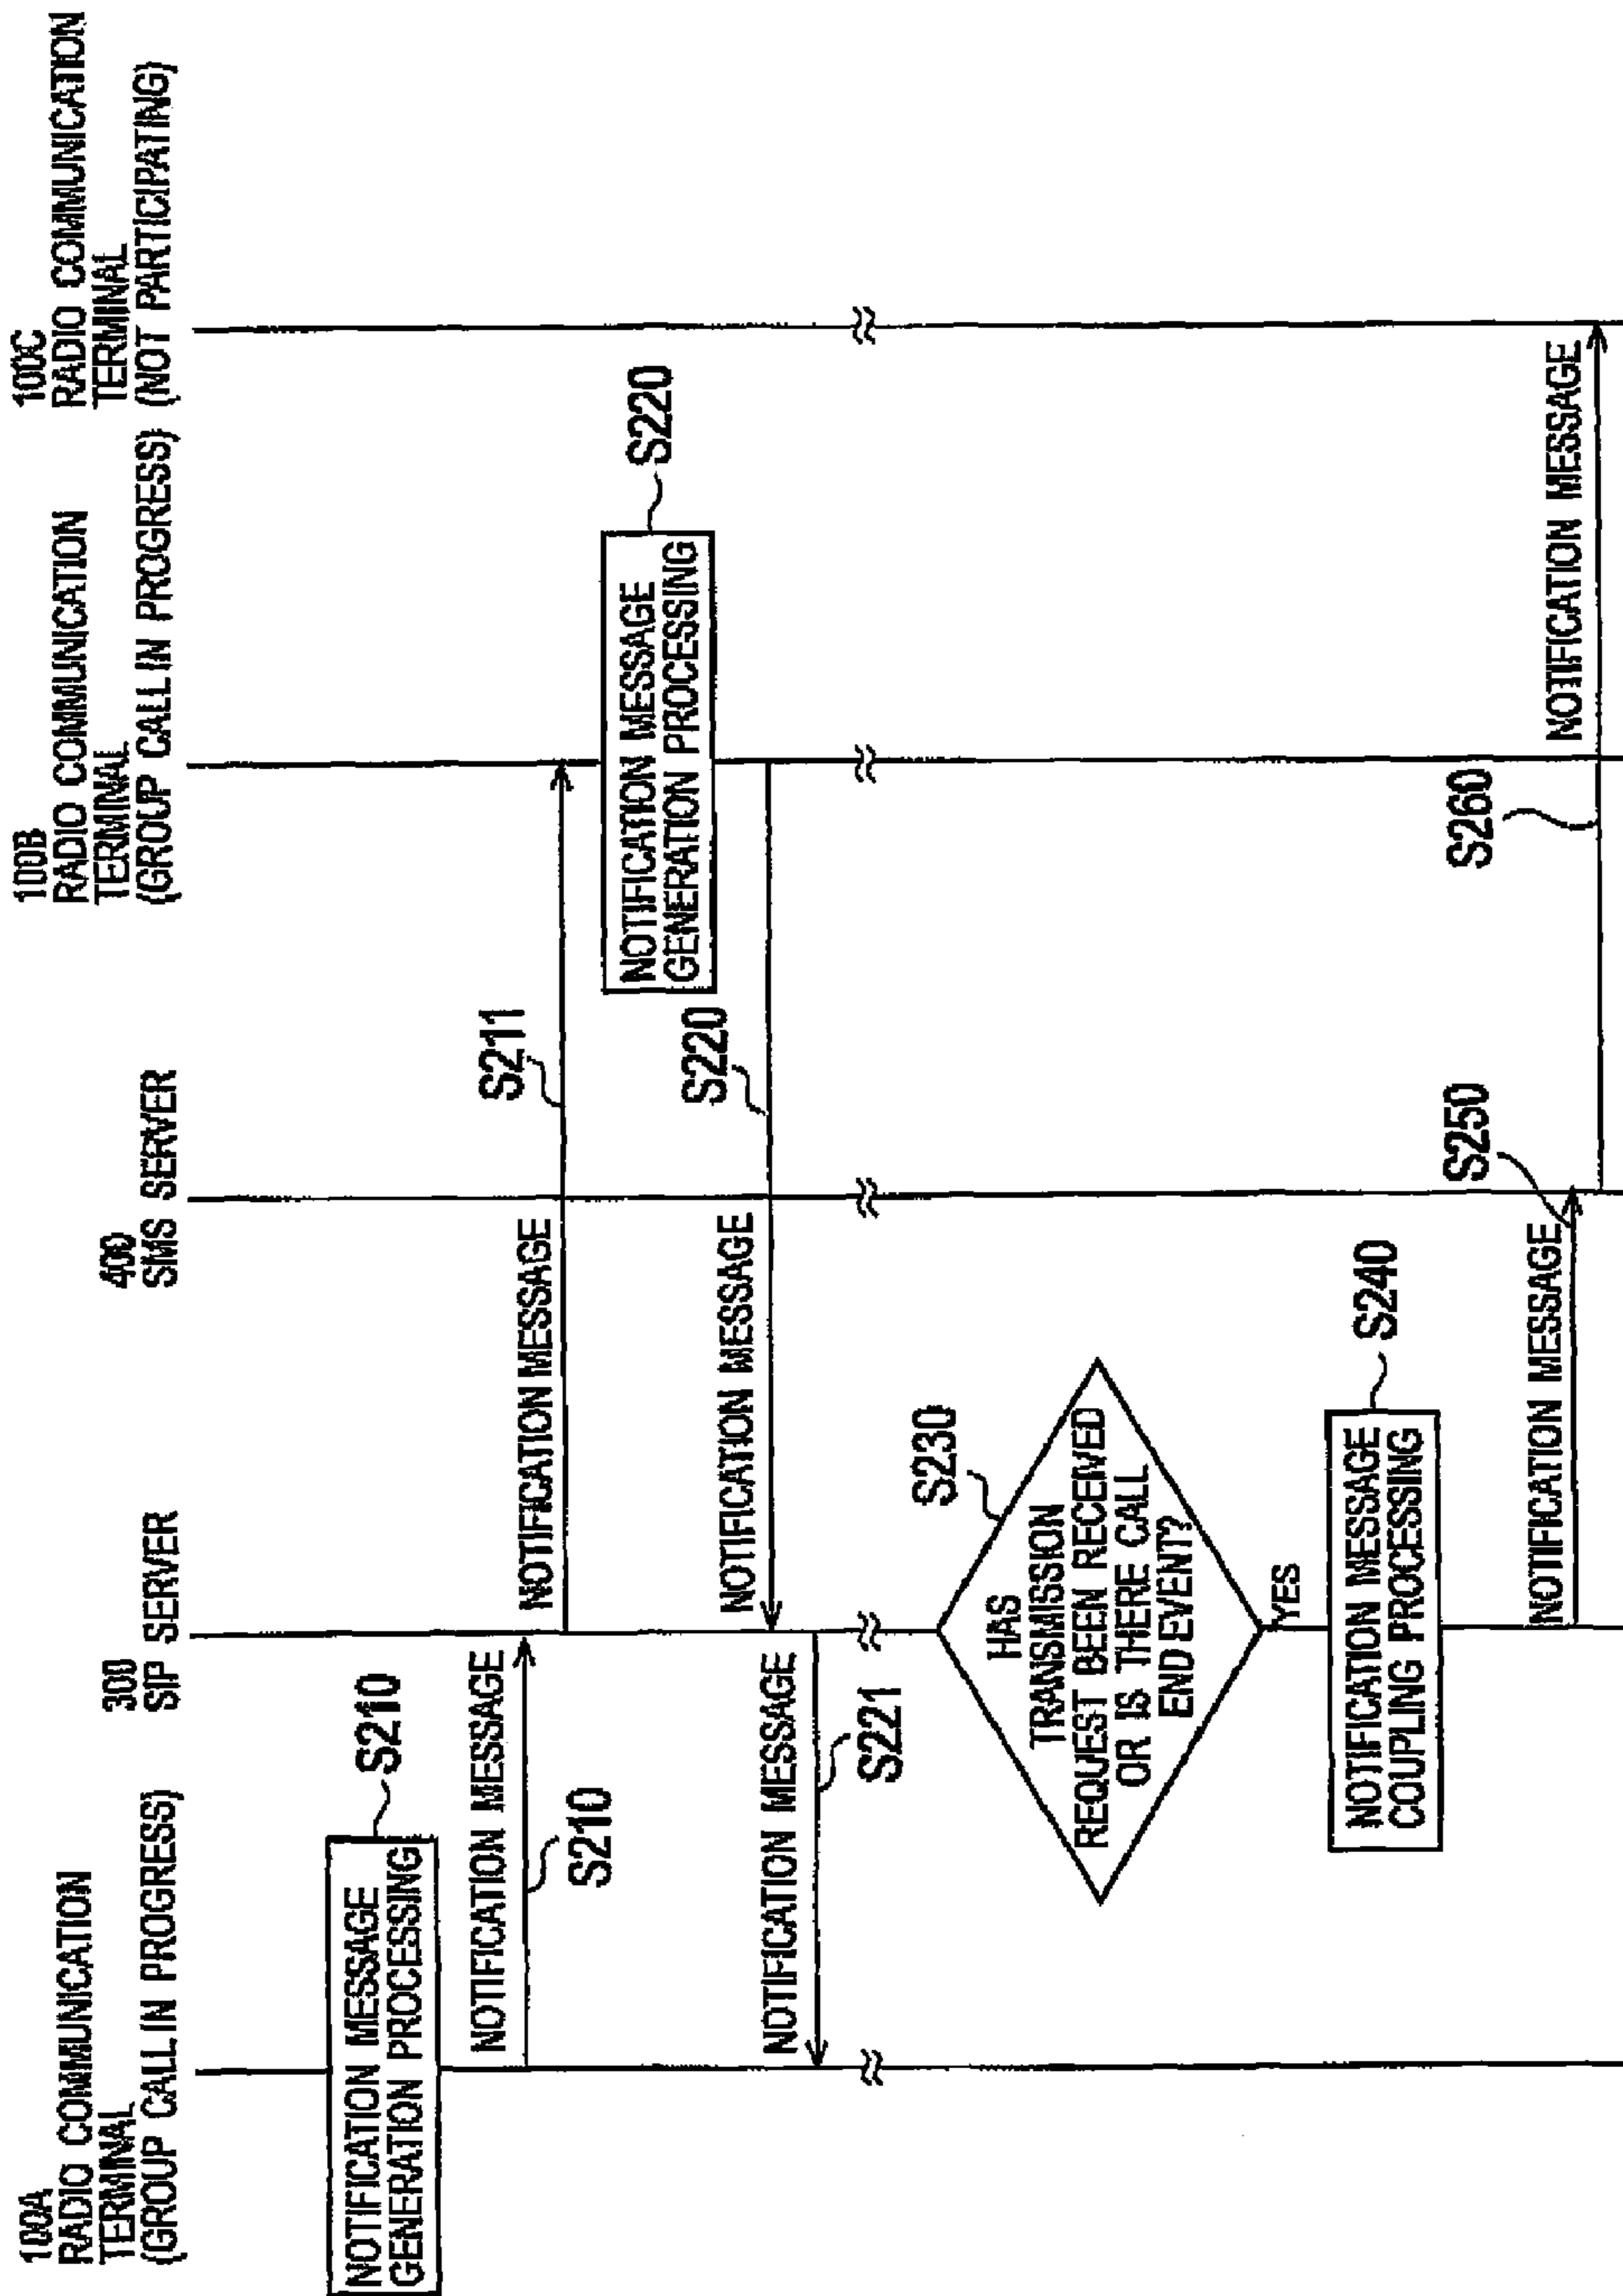 100A
RADIO COMMUNICATION
TERMINAL
(GROUP CALL IN PROGRESS)
300
SIP SERVER
400
SMS SERVER
100B
RADIO COMMUNICATION
TERMINAL
(GROUP CALL IN PROGRESS)
100C
RADIO COMMUNICATION
TERMINAL
(NOT PARTICIPATING)
NOTIFICATION MESSAGE
GENERATION PROCESSING
S210
NOTIFICATION MESSAGE
S210
NOTIFICATION MESSAGE
S211
NOTIFICATION MESSAGE
GENERATION PROCESSING
S220
NOTIFICATION MESSAGE
S220
NOTIFICATION MESSAGE
S221
HAS
TRANSMISSION
REQUEST BEEN RECEIVED
OR IS THERE CALL
END EVENT?
S230
YES
NOTIFICATION MESSAGE
COUPLING PROCESSING
S240
NOTIFICATION MESSAGE
S250
S260
NOTIFICATION MESSAGE